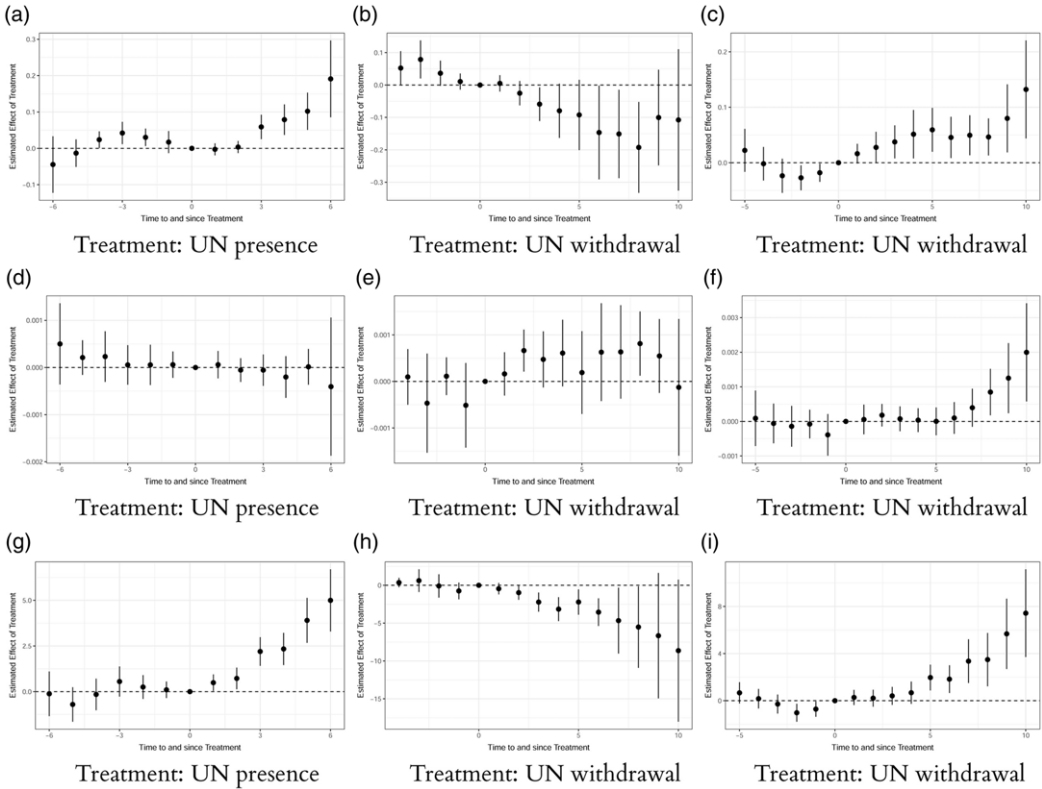 (a)
Estimated Effect of Treatment
0.3
0.2
0.1
0.0
−0.1
−6 −3 0 3 6
Time to and since Treatment
Treatment: UN presence
(b)
Estimated Effect of Treatment
0.1
0.0
−0.1
−0.2
−0.3
0 5 10
Time to and since Treatment
Treatment: UN withdrawal
(c)
Estimated Effect of Treatment
0.2
0.1
0.0
−5 0 5 10
Time to and since Treatment
Treatment: UN withdrawal
(d)
Estimated Effect of Treatment
0.001
0.000
−0.001
−0.002
−6 −3 0 3 6
Time to and since Treatment
Treatment: UN presence
(e)
Estimated Effect of Treatment
0.001
0.000
−0.001
0 5 10
Time to and since Treatment
Treatment: UN withdrawal
(f)
Estimated Effect of Treatment
0.003
0.002
0.001
0.000
−0.001
−5 0 5 10
Time to and since Treatment
Treatment: UN withdrawal
(g)
Estimated Effect of Treatment
5.0
2.5
0.0
−6 −3 0 3 6
Time to and since Treatment
Treatment: UN presence
(h)
Estimated Effect of Treatment
0
−5
−10
−15
0 5 10
Time to and since Treatment
Treatment: UN withdrawal
(i)
Estimated Effect of Treatment
8
4
0
−5 0 5 10
Time to and since Treatment
Treatment: UN withdrawal